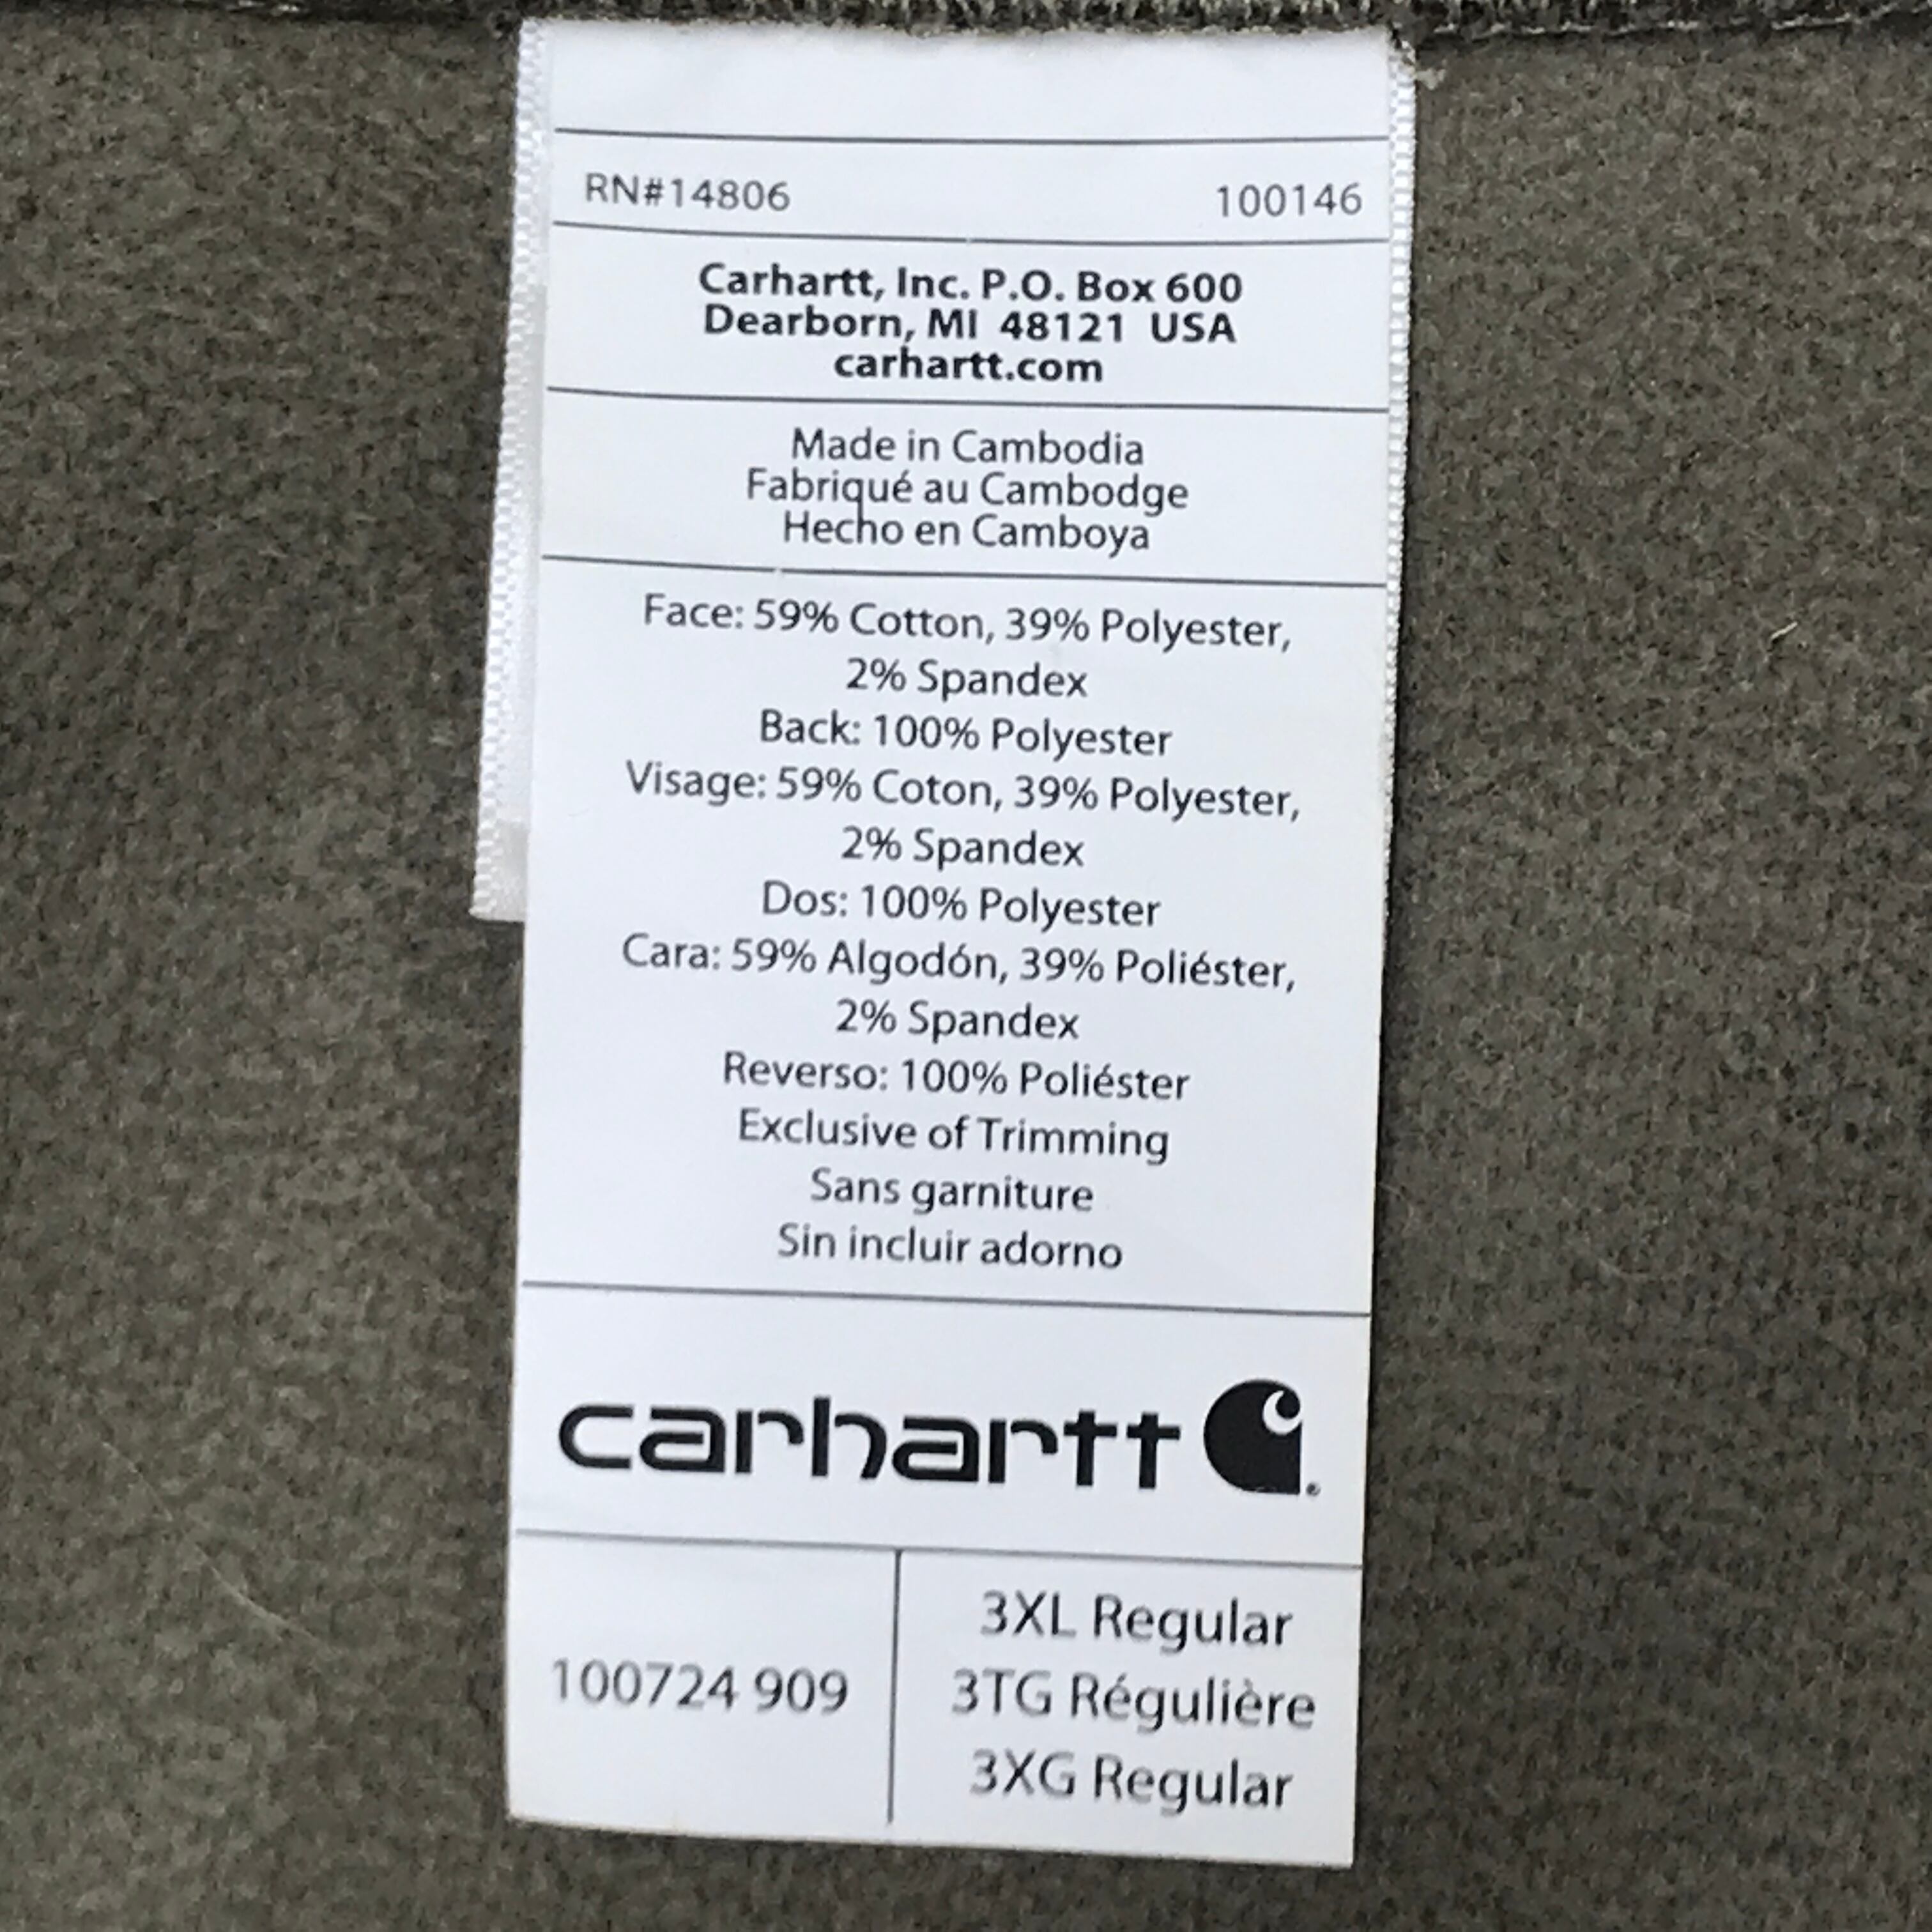 RN#14806 100146
Carhartt, Inc. P.O. Box 600
Dearborn, MI 48121 USA
carhartt.com
Made in Cambodia
Fabriqué au Cambodge
Hecho en Camboya
Face: 59% Cotton, 39% Polyester,
2% Spandex
Back: 100% Polyester
Visage: 59% Coton, 39% Polyester,
2% Spandex
Dos: 100% Polyester
Cara: 59% Algodón, 39% Poliéster,
2% Spandex
Reverso: 100% Poliéster
Exclusive of Trimming
Sans garniture
Sin incluir adorno
carhartt
100724 909
3XL Regular
3TG Régulière
3XG Regular